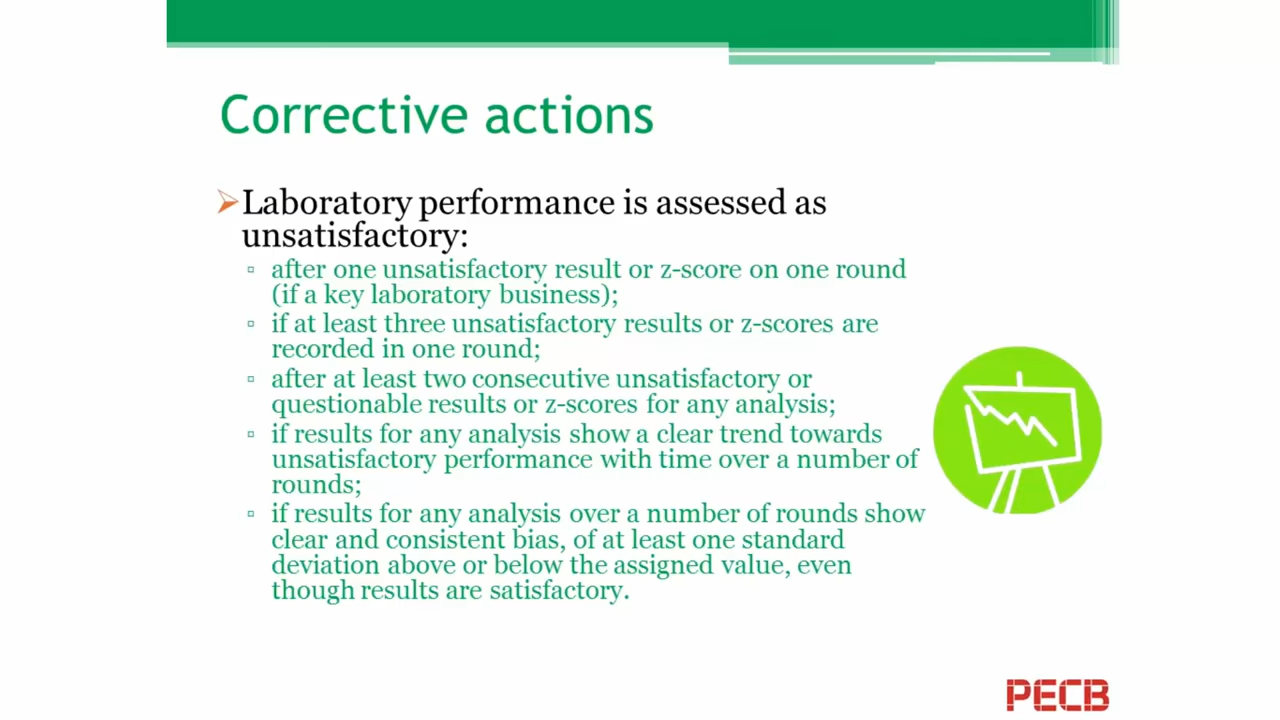 Corrective actions
Laboratory performance is assessed as
unsatisfactory:
after one unsatisfactory result or z-score on one round
(if a key laboratory business);
if at least three unsatisfactory results or z-scores are
recorded in one round;
after at least two consecutive unsatisfactory or
questionable results or z-scores for any analysis;
if results for any analysis show a clear trend towards
unsatisfactory performance with time over a number of
rounds;
if results for any analysis over a number of rounds show
clear and consistent bias, of at least one standard
deviation above or below the assigned value, even
though results are satisfactory.
PECB